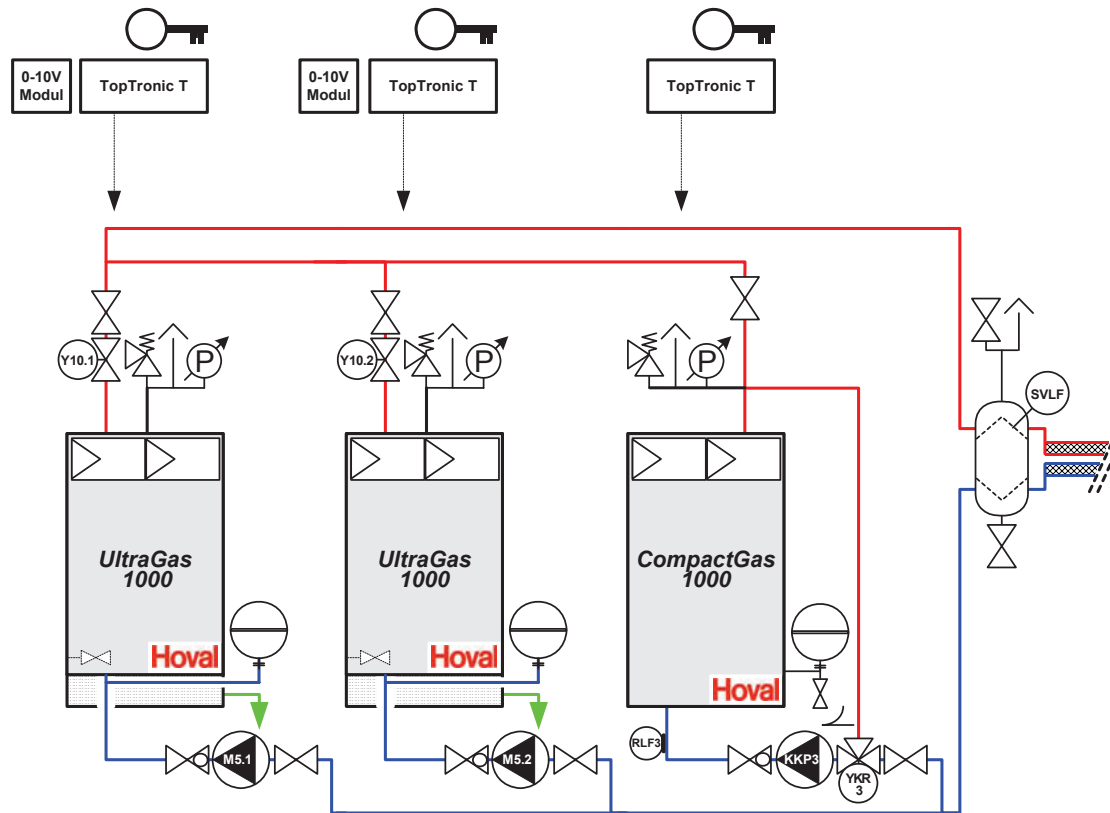 0-10V
Modul
TopTronic T
0-10V
Modul
TopTronic T
TopTronic T
Y10.1
P
Y10.2
P
P
SVLF
UltraGas
1000
UltraGas
1000
CompactGas
1000
Hoval
Hoval
Hoval
M5.1
M5.2
RLF3
KKP3
YKR
3